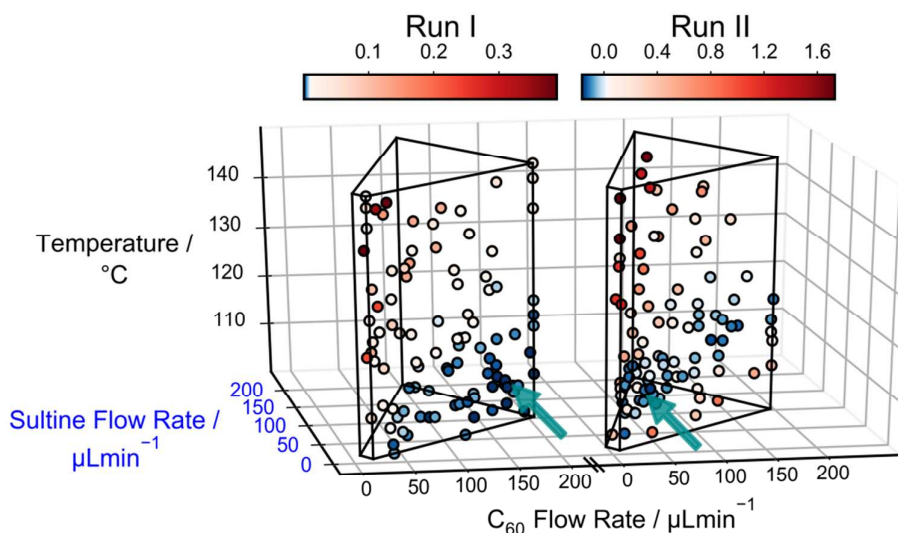 Run I
Run II
0.1 0.2 0.3
0.0 0.4 0.8 1.2 1.6
140
130
120
110
Temperature /
°C
200
150
100
50
0
Sultine Flow Rate /
µLmin⁻¹
0 50 100 150 200
0 50 100 150 200
C₆₀ Flow Rate / µLmin⁻¹